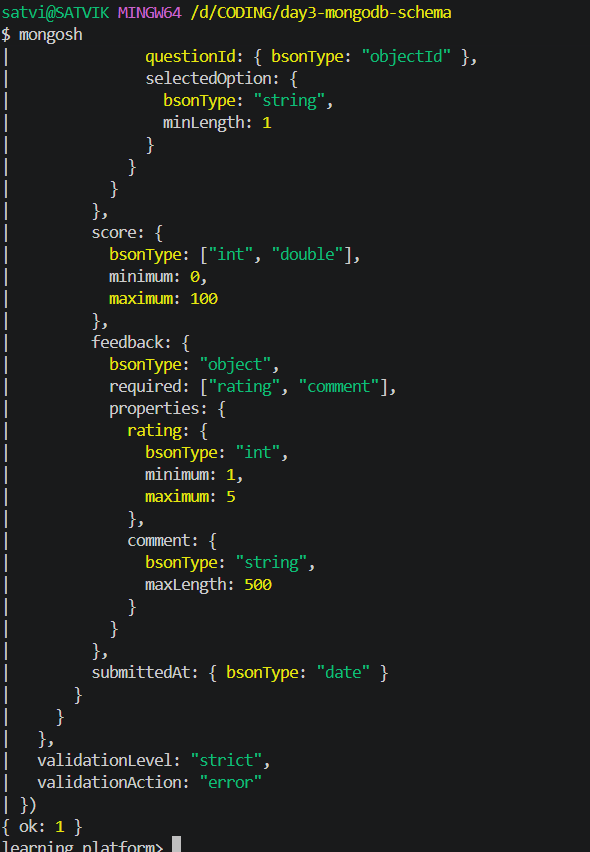 satvi@SATVIK MINGW64 /d/CODING/day3-mongodb-schema
$ mongosh
|               questionId: { bsonType: "objectId" },
|               selectedOption: {
|                 bsonType: "string",
|                 minLength: 1
|               }
|             }
|           }
|         },
|         score: {
|           bsonType: ["int", "double"],
|           minimum: 0,
|           maximum: 100
|         },
|         feedback: {
|           bsonType: "object",
|           required: ["rating", "comment"],
|           properties: {
|             rating: {
|               bsonType: "int",
|               minimum: 1,
|               maximum: 5
|             },
|             comment: {
|               bsonType: "string",
|               maxLength: 500
|             }
|           }
|         },
|         submittedAt: { bsonType: "date" }
|       }
|     }
|   },
|   validationLevel: "strict",
|   validationAction: "error"
| })
{ ok: 1 }
learning_platform>